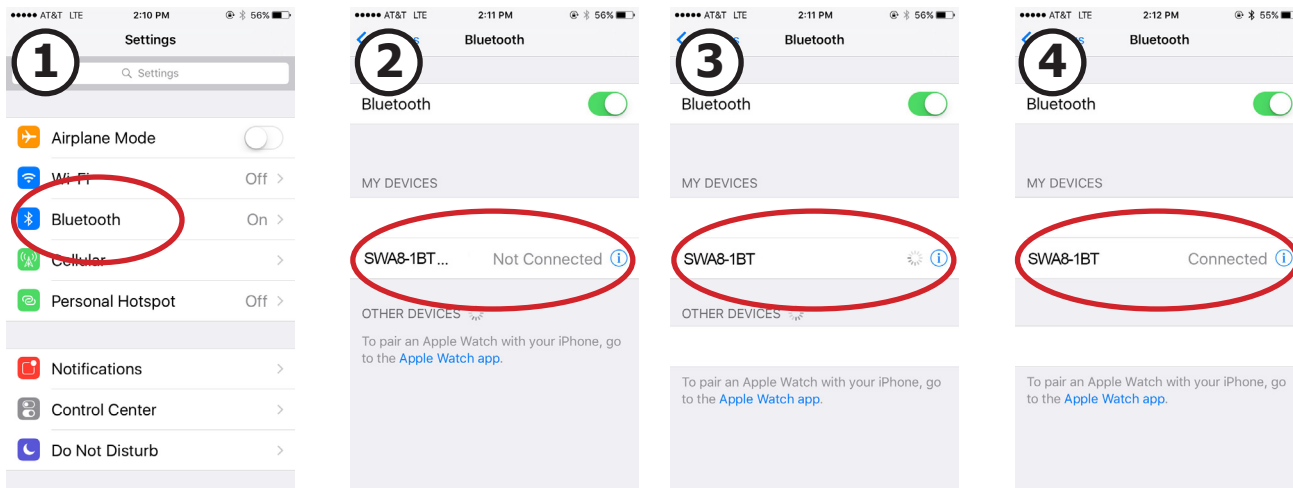 AT&T LTE 2:10 PM 56%
1
Settings
Settings
Airplane Mode
Wi-Fi Off
Bluetooth On
Cellular
Personal Hotspot Off
Notifications
Control Center
Do Not Disturb
AT&T LTE 2:11 PM 56%
2
Bluetooth
Bluetooth
MY DEVICES
SWA8-1BT... Not Connected
OTHER DEVICES
To pair an Apple Watch with your iPhone, go
to the Apple Watch app.
AT&T LTE 2:11 PM 56%
3
Bluetooth
Bluetooth
MY DEVICES
SWA8-1BT
OTHER DEVICES
To pair an Apple Watch with your iPhone, go
to the Apple Watch app.
AT&T LTE 2:12 PM 55%
4
Bluetooth
Bluetooth
MY DEVICES
SWA8-1BT Connected
To pair an Apple Watch with your iPhone, go
to the Apple Watch app.